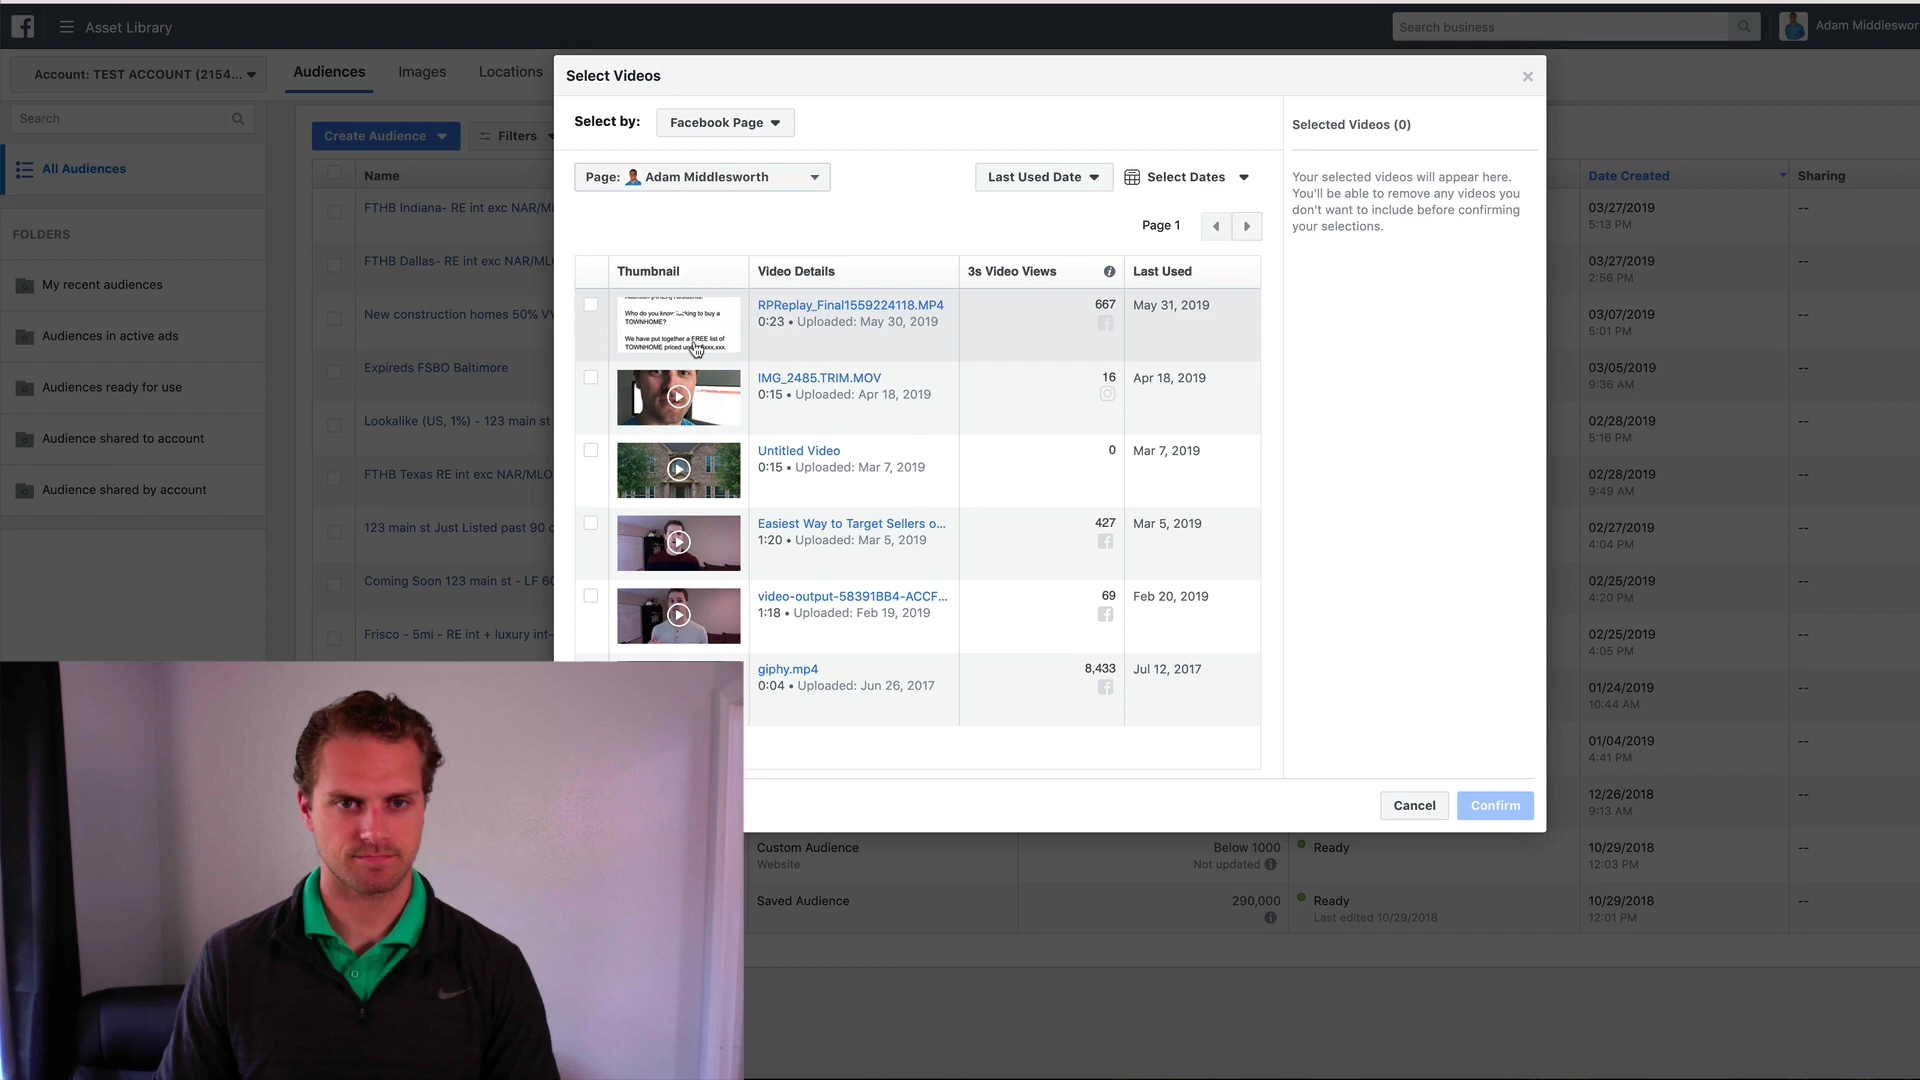 Asset Library
Search business
Adam Middleswor
Account: TEST ACCOUNT (2154...
Audiences
Images
Locations
Select Videos
Search
Create Audience
Filters
All Audiences
Name
FOLDERS
My recent audiences
Audiences in active ads
Audiences ready for use
Audience shared to account
Audience shared by account
FTHB Indiana- RE int exc NAR/M
FTHB Dallas- RE int exc NAR/ML
New construction homes 50% V
Expireds FSBO Baltimore
Lookalike (US, 1%) - 123 main st
FTHB Texas RE int exc NAR/MLO
123 main st Just Listed past 90 d
Coming Soon 123 main st - LF 60
Frisco - 5mi - RE int + luxury int-
Select by:
Facebook Page
Page: Adam Middlesworth
Last Used Date
Select Dates
Page 1
Thumbnail
Video Details
3s Video Views
Last Used
Who do you know looking to buy a
TOWNHOME?
We have put together a FREE list of
TOWNHOME priced
RPReplay_Final1559224118.MP4
0:23 • Uploaded: May 30, 2019
667
May 31, 2019
IMG_2485.TRIM.MOV
0:15 • Uploaded: Apr 18, 2019
16
Apr 18, 2019
Untitled Video
0:15 • Uploaded: Mar 7, 2019
0
Mar 7, 2019
Easiest Way to Target Sellers o...
1:20 • Uploaded: Mar 5, 2019
427
Mar 5, 2019
video-output-58391BB4-ACCF...
1:18 • Uploaded: Feb 19, 2019
69
Feb 20, 2019
giphy.mp4
0:04 • Uploaded: Jun 26, 2017
8,433
Jul 12, 2017
Selected Videos (0)
Your selected videos will appear here.
You'll be able to remove any videos you
don't want to include before confirming
your selections.
Cancel
Confirm
Date Created
Sharing
03/27/2019
5:13 PM
--
03/27/2019
2:56 PM
--
03/07/2019
5:01 PM
--
03/05/2019
9:36 AM
--
02/28/2019
5:16 PM
--
02/28/2019
9:49 AM
--
02/27/2019
4:04 PM
--
02/25/2019
4:20 PM
--
02/25/2019
4:05 PM
--
01/24/2019
10:44 AM
--
01/04/2019
4:41 PM
--
12/26/2018
9:13 AM
--
Custom Audience
Website
Below 1000
Not updated
Ready
10/29/2018
12:03 PM
--
Saved Audience
290,000
Ready
Last edited 10/29/2018
10/29/2018
12:01 PM
--